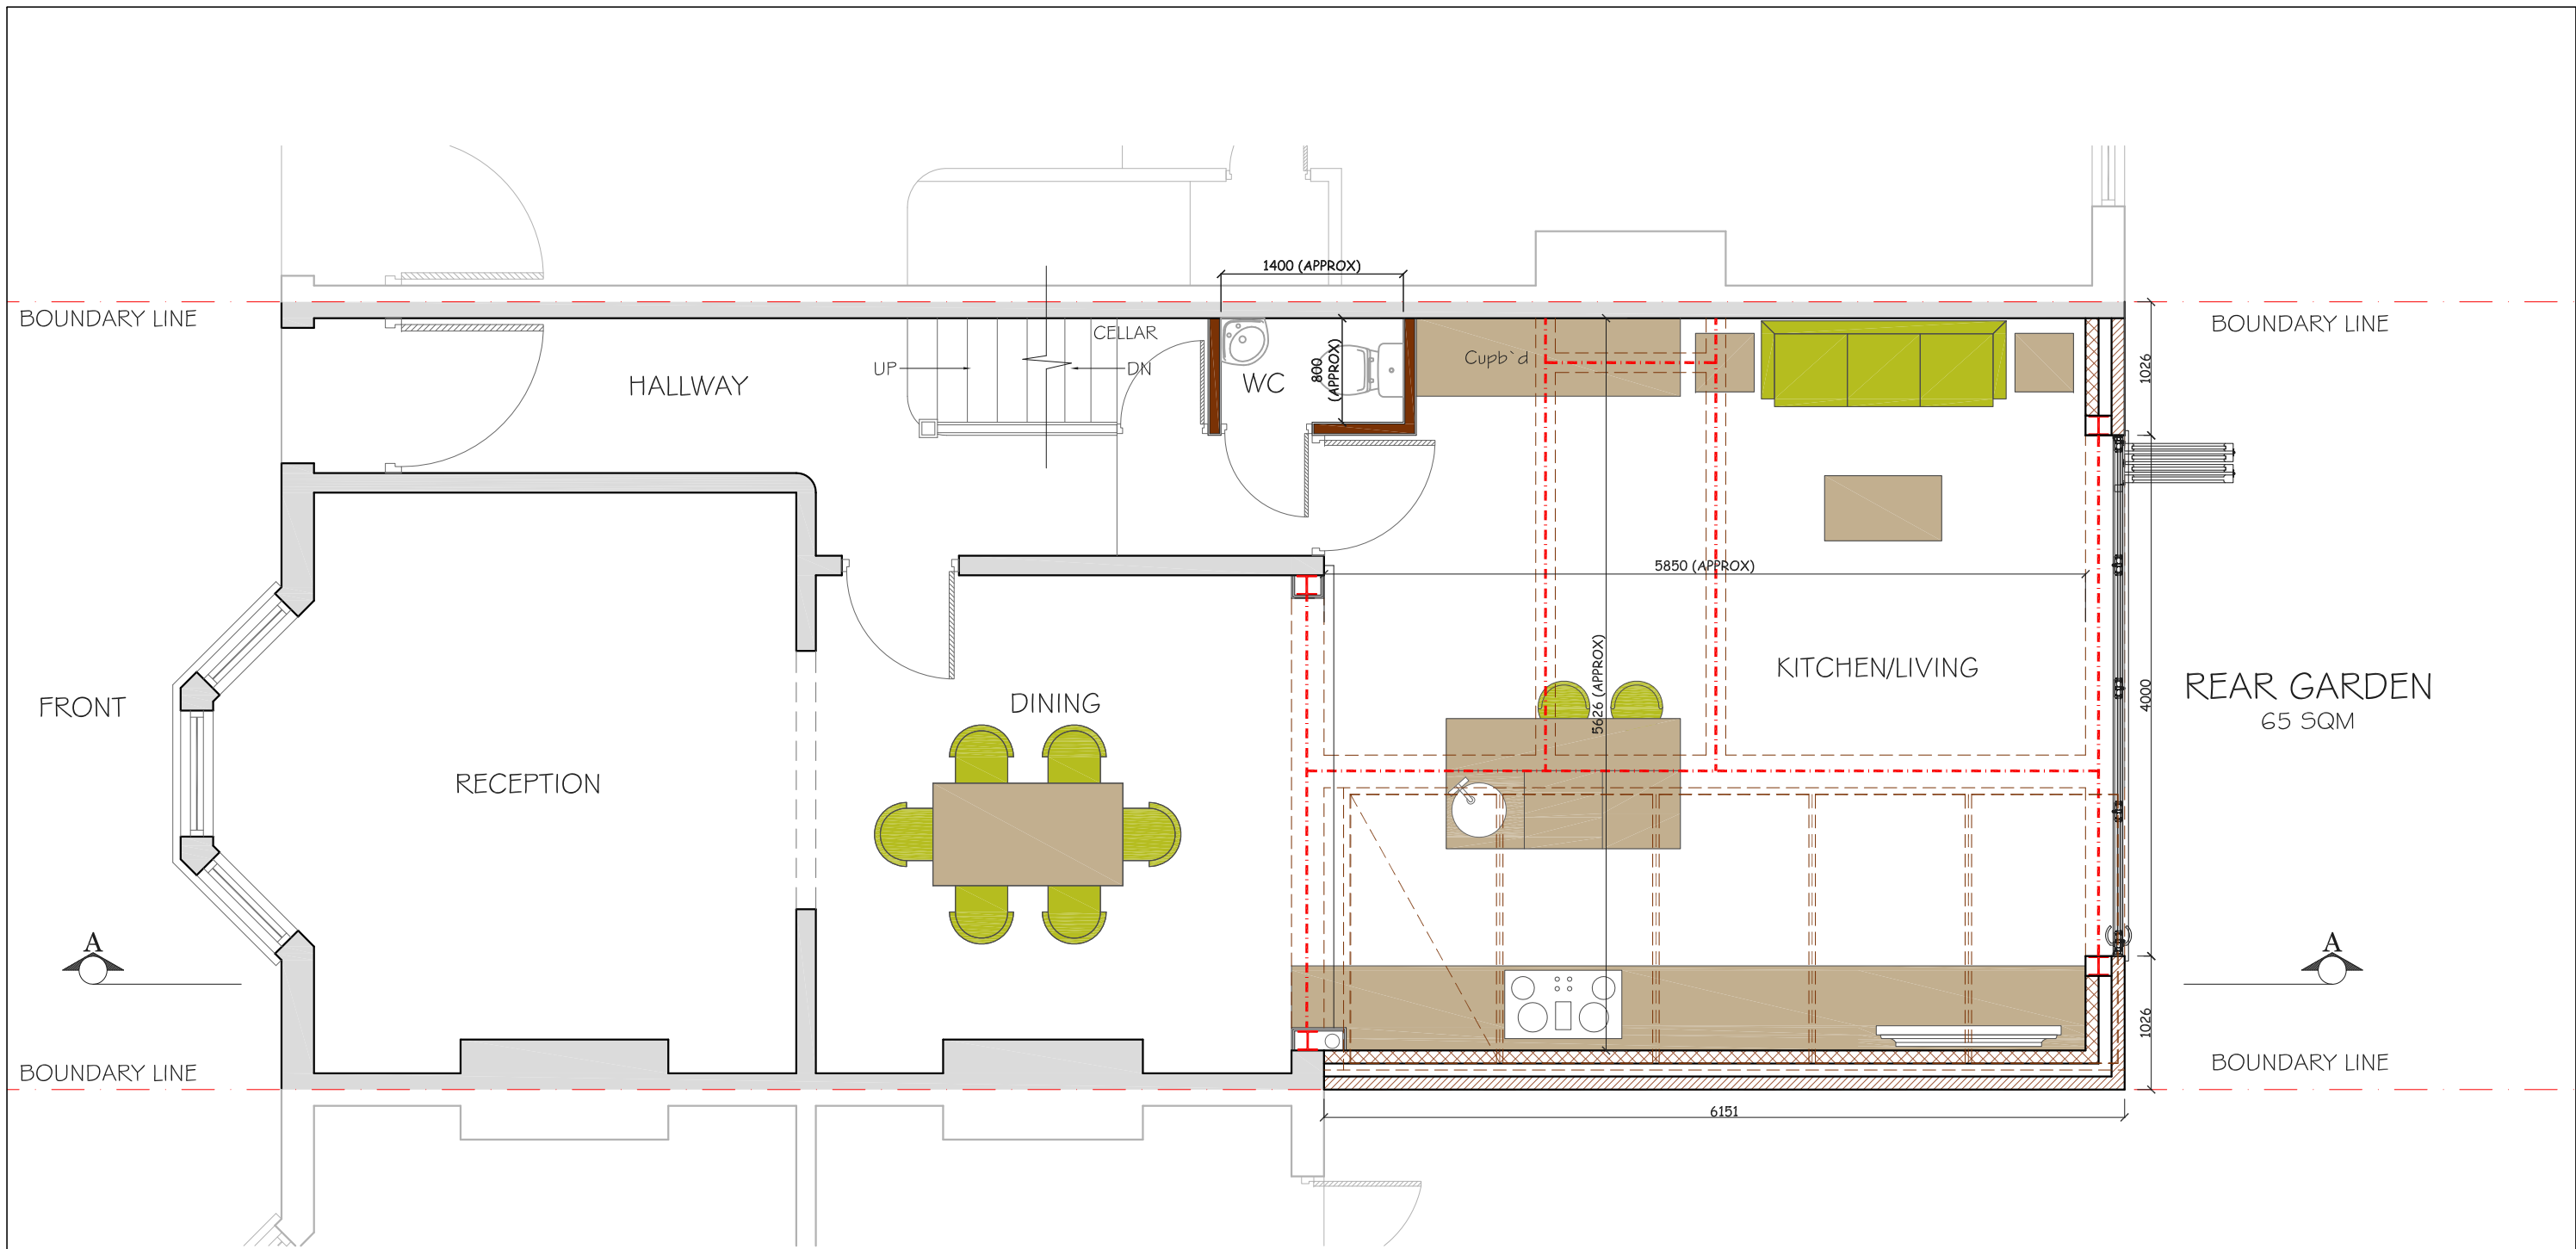 1400 (APPROX)
BOUNDARY LINE
BOUNDARY LINE
CELLAR
UP
DN
HALLWAY
WC
800
(APPROX)
Cupb`d
1026
5850 (APPROX)
5626 (APPROX)
KITCHEN/LIVING
4000
REAR GARDEN
65 SQM
FRONT
DINING
RECEPTION
A
A
1026
BOUNDARY LINE
BOUNDARY LINE
6151